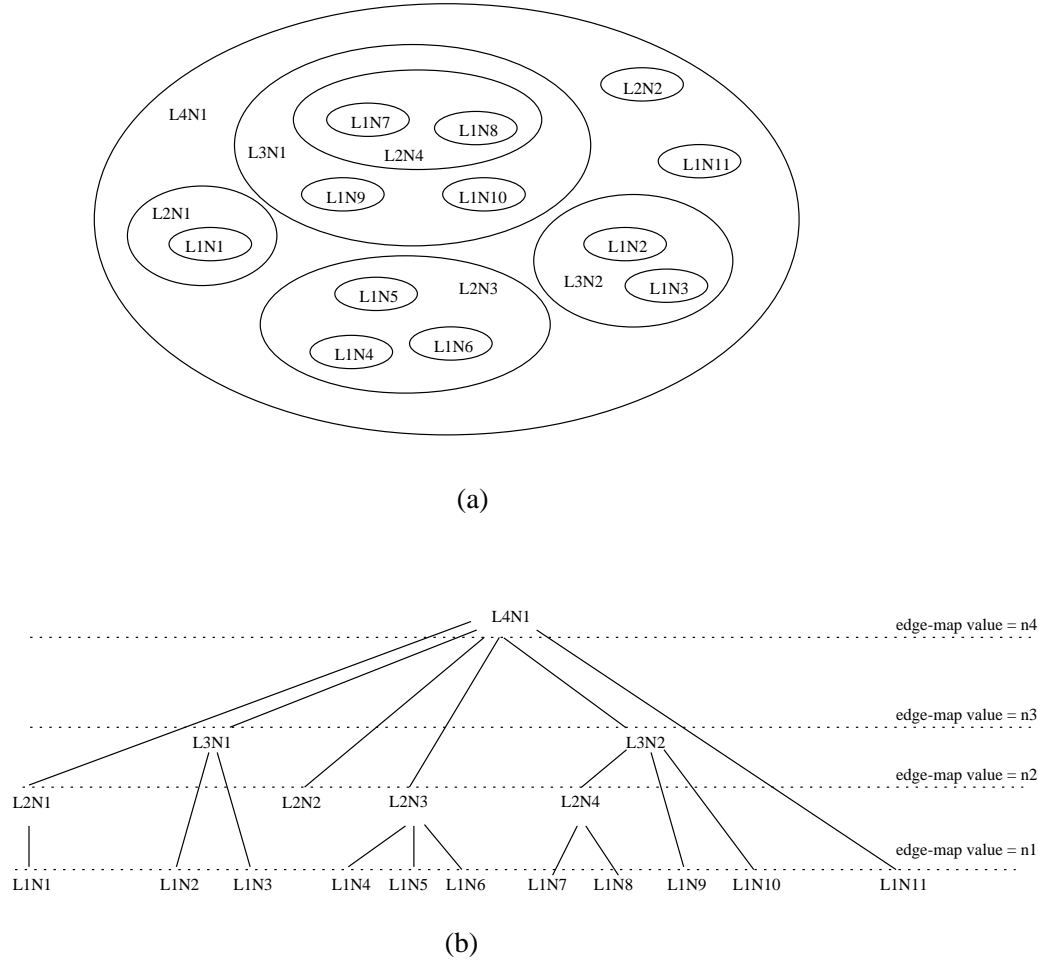 L2N2
L4N1
L1N7
L1N8
L3N1
L2N4
L1N11
L1N9
L1N10
L2N1
L1N1
L1N2
L3N2
L1N3
L1N5
L2N3
L1N4
L1N6
(a)
L4N1
edge-map value = n4
edge-map value = n3
L3N1 L3N2
edge-map value = n2
L2N1 L2N2 L2N3 L2N4
edge-map value = n1
L1N1 L1N2 L1N3 L1N4 L1N5 L1N6 L1N7 L1N8 L1N9 L1N10 L1N11
(b)